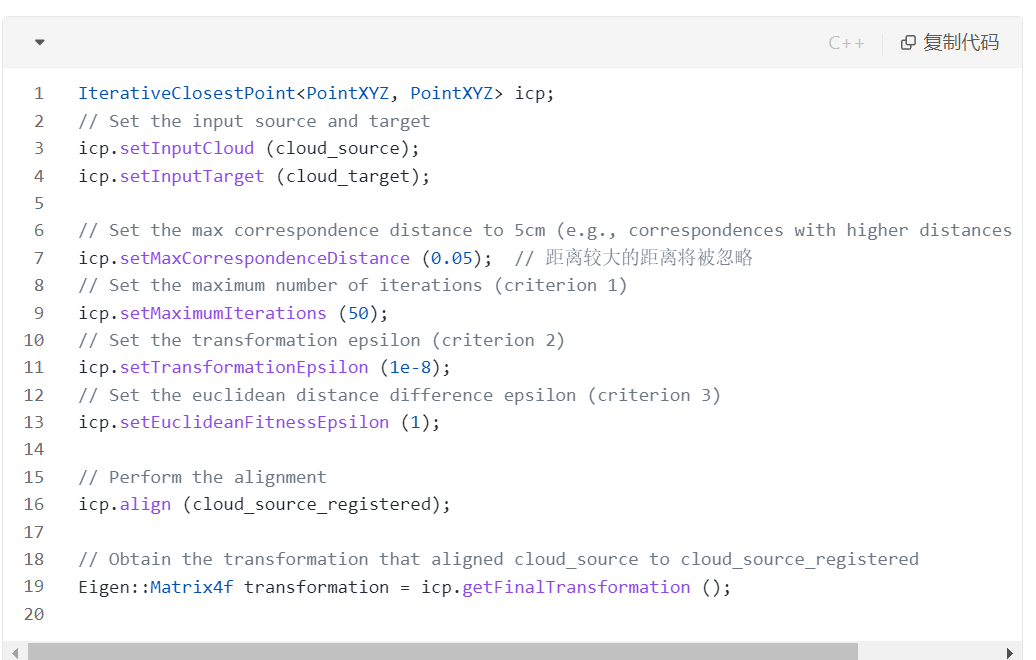 C++ 复制代码
1 IterativeClosestPoint<PointXYZ, PointXYZ> icp;
2 // Set the input source and target
3 icp.setInputCloud (cloud_source);
4 icp.setInputTarget (cloud_target);
5
6 // Set the max correspondence distance to 5cm (e.g., correspondences with higher distances
7 icp.setMaxCorrespondenceDistance (0.05);  // 距离较大的距离将被忽略
8 // Set the maximum number of iterations (criterion 1)
9 icp.setMaximumIterations (50);
10 // Set the transformation epsilon (criterion 2)
11 icp.setTransformationEpsilon (1e-8);
12 // Set the euclidean distance difference epsilon (criterion 3)
13 icp.setEuclideanFitnessEpsilon (1);
14
15 // Perform the alignment
16 icp.align (cloud_source_registered);
17
18 // Obtain the transformation that aligned cloud_source to cloud_source_registered
19 Eigen::Matrix4f transformation = icp.getFinalTransformation ();
20